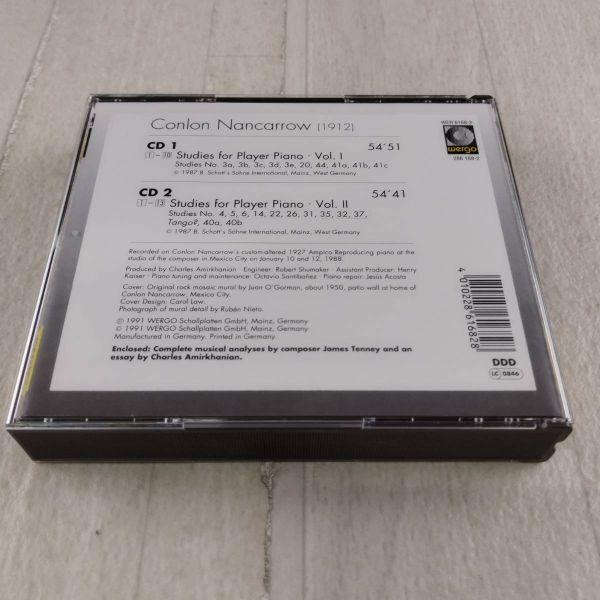 Conlon Nancarrow (1912)
WER 6168-2
wergo
286 168-2
CD 1 54'51
1-10 Studies for Player Piano · Vol. I
Studies No. 3a, 3b, 3c, 3d, 3e, 20, 44, 41a, 41b, 41c
© 1987 B. Schott's Söhne International, Mainz, West Germany
CD 2 54'41
1-13 Studies for Player Piano · Vol. II
Studies No. 4, 5, 6, 14, 22, 26, 31, 35, 32, 37,
Tango?, 40a, 40b
© 1987 B. Schott's Söhne International, Mainz, West Germany
Recorded on Conlon Nancarrow's custom-altered 1927 Ampico Reproducing piano at the
studio of the composer in Mexico City on January 10 and 12, 1988.
Produced by Charles Amirkhanian · Engineer: Robert Shumaker · Assistant Producer: Henry
Kaiser · Piano tuning and maintenance: Octavio Santibañez · Piano repair: Jesús Acosta
Cover: Original rock mosaic mural by Juan O'Gorman, about 1950, patio wall at home of
Conlon Nancarrow, Mexico City.
Cover Design: Carol Law.
Photograph of mural detail by Rubén Nieto.
℗ 1991 WERGO Schallplatten GmbH, Mainz, Germany
© 1991 WERGO Schallplatten GmbH, Mainz, Germany
Manufactured in Germany. Printed in Germany.
Enclosed: Complete musical analyses by composer James Tenney and an
essay by Charles Amirkhanian.
4 010228 616828
DDD
LC 0846